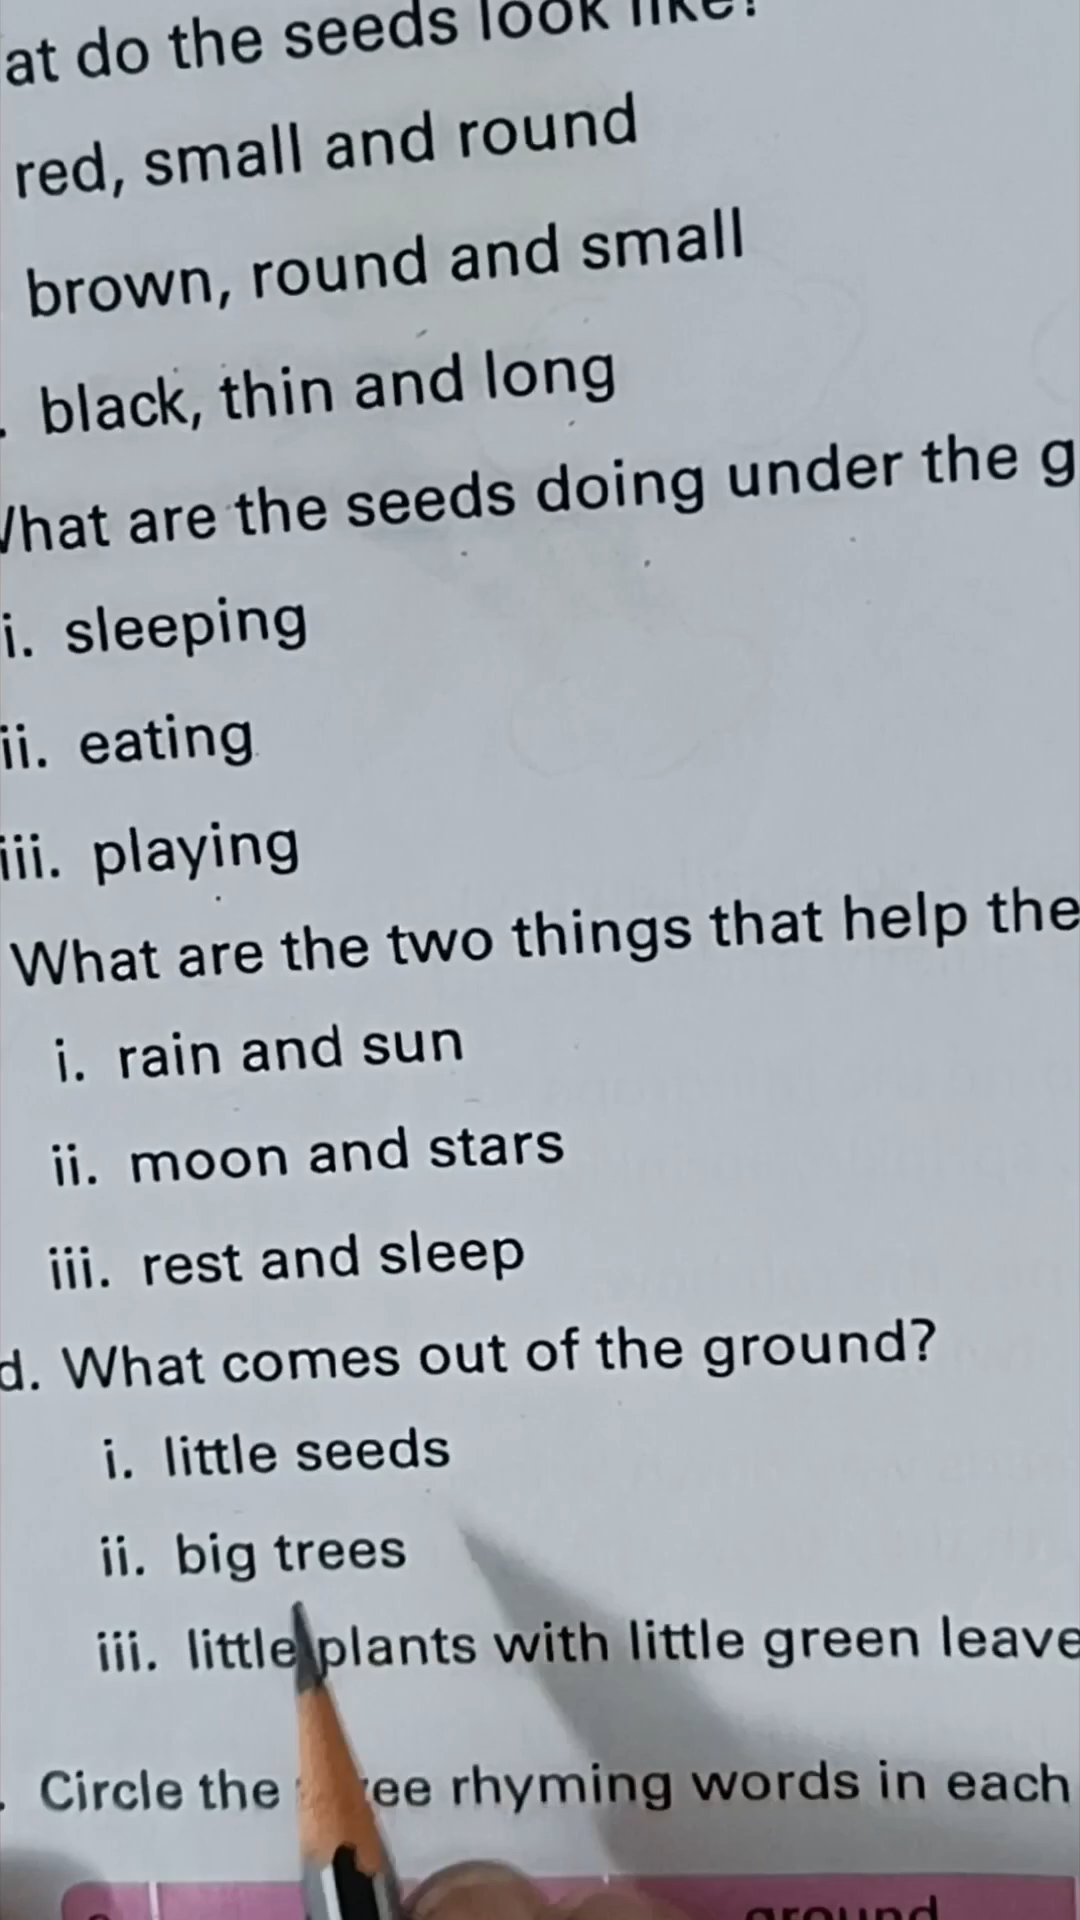 at do the seeds look like?
red, small and round
brown, round and small
. black, thin and long
What are the seeds doing under the g
i. sleeping
ii. eating
iii. playing
What are the two things that help the
i. rain and sun
ii. moon and stars
iii. rest and sleep
d. What comes out of the ground?
i. little seeds
ii. big trees
iii. little plants with little green leave
. Circle the ree rhyming words in each
ground